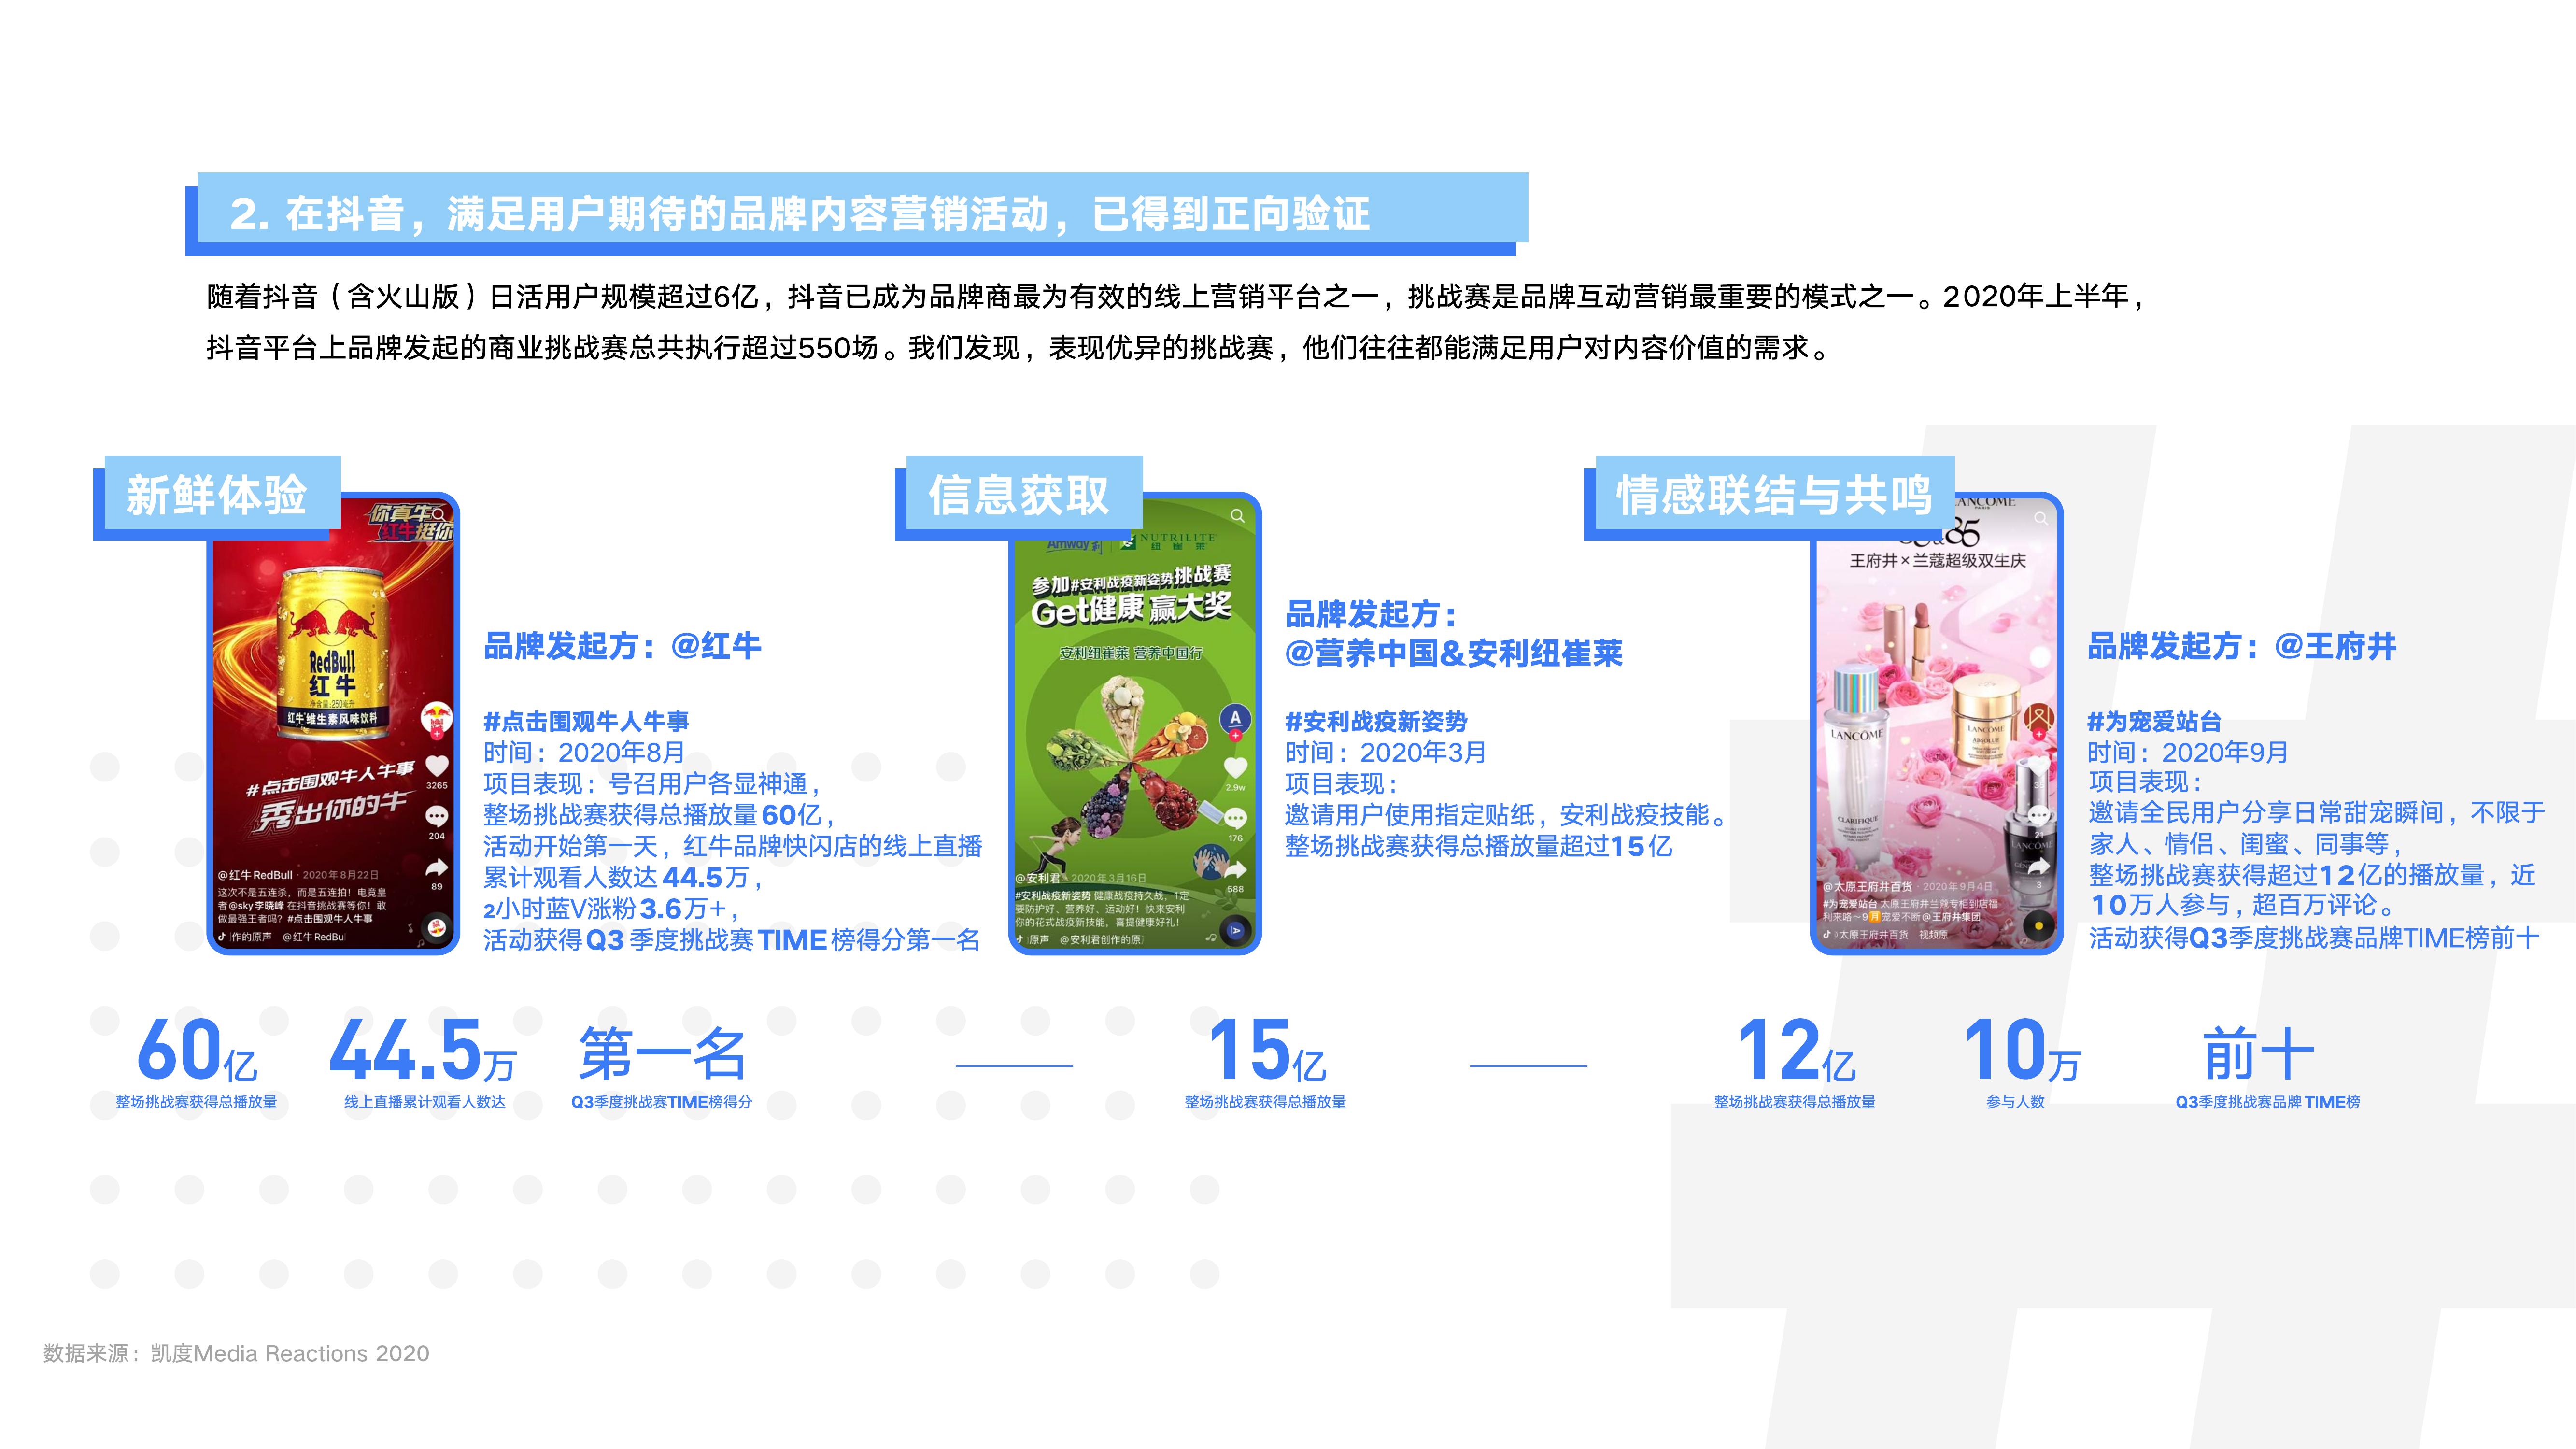 2. 在抖音，满足用户期待的品牌内容营销活动，已得到正向验证
随着抖音（含火山版）日活用户规模超过6亿，抖音已成为品牌商最为有效的线上营销平台之一，挑战赛是品牌互动营销最重要的模式之一。2020年上半年，
抖音平台上品牌发起的商业挑战赛总共执行超过550场。我们发现，表现优异的挑战赛，他们往往都能满足用户对内容价值的需求。
新鲜体验
你真牛
红牛挺你
RedBull
红牛
净含量:250毫升
红牛维生素风味饮料
#点击围观牛人牛事
秀出你的牛
3265
204
89
@红牛RedBull · 2020年8月22日
这次不是五连杀，而是五连拍！电竞皇
者@sky李晓峰 在抖音挑战赛等你！敢
做最强王者吗？#点击围观牛人牛事
作的原声 @红牛RedBu
品牌发起方：@红牛
#点击围观牛人牛事
时间：2020年8月
项目表现：号召用户各显神通，
整场挑战赛获得总播放量60亿，
活动开始第一天，红牛品牌快闪店的线上直播
累计观看人数达44.5万，
2小时蓝V涨粉3.6万+，
活动获得Q3季度挑战赛TIME榜得分第一名
信息获取
Amway
NUTRILITE
纽崔莱
参加#安利战疫新姿势挑战赛
Get健康 赢大奖
安利纽崔莱 营养中国行
A
2.9w
176
588
@安利君 · 2020年3月16日
#安利战疫新姿势 健康战疫持久战，1定
要防护好、营养好、运动好！快来安利
你的花式战疫新技能，喜提健康好礼！
原声 @安利君创作的原
品牌发起方：
@营养中国&安利纽崔莱
#安利战疫新姿势
时间：2020年3月
项目表现：
邀请用户使用指定贴纸，安利战疫技能。
整场挑战赛获得总播放量超过15亿
情感联结与共鸣
LANCOME
PARIS
85
王府井×兰蔻超级双生庆
LANCÔME
CLARIFIQUE
LANCÔME
ABSOLUE
LANCÔME
21
3
@太原王府井百货 · 2020年9月4日
#为宠爱站台 太原王府井兰蔻专柜到店福
利来咯～9月宠爱不断@王府井集团
太原王府井百货 视频原
品牌发起方：@王府井
#为宠爱站台
时间：2020年9月
项目表现：
邀请全民用户分享日常甜宠瞬间，不限于
家人、情侣、闺蜜、同事等，
整场挑战赛获得超过12亿的播放量，近
10万人参与，超百万评论。
活动获得Q3季度挑战赛品牌TIME榜前十
60亿
整场挑战赛获得总播放量
44.5万
线上直播累计观看人数达
第一名
Q3季度挑战赛TIME榜得分
15亿
整场挑战赛获得总播放量
12亿
整场挑战赛获得总播放量
10万
参与人数
前十
Q3季度挑战赛品牌TIME榜
数据来源：凯度Media Reactions 2020